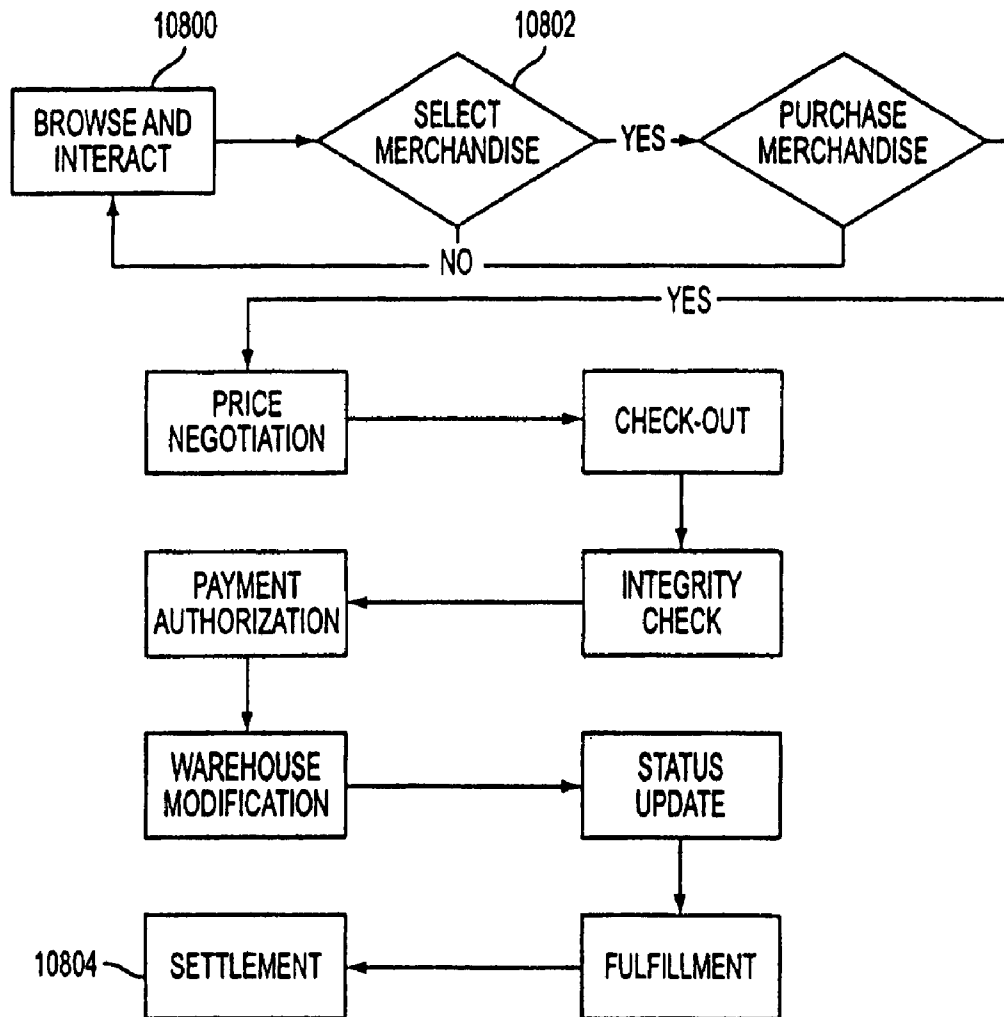 10800
10802
BROWSE AND
INTERACT
SELECT
MERCHANDISE
YES
PURCHASE
MERCHANDISE
NO
YES
PRICE
NEGOTIATION
CHECK-OUT
PAYMENT
AUTHORIZATION
INTEGRITY
CHECK
WAREHOUSE
MODIFICATION
STATUS
UPDATE
10804
SETTLEMENT
FULFILLMENT